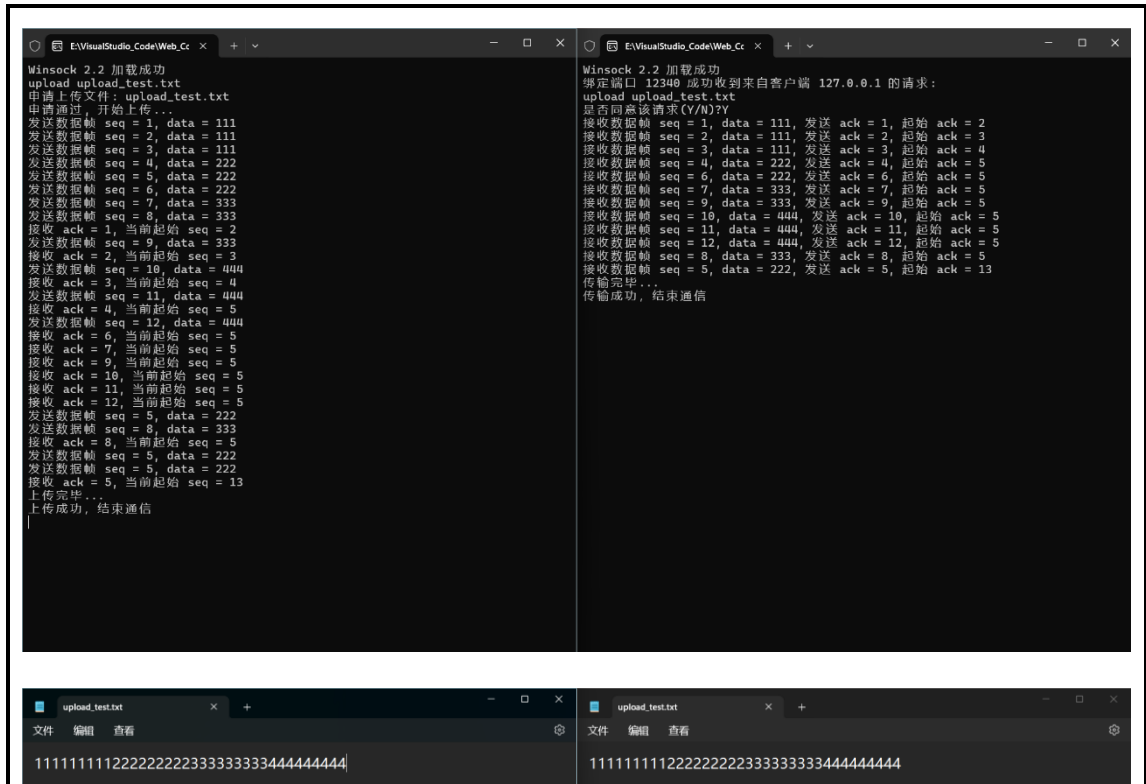 E:\VisualStudio_Code\Web_Cc
Winsock 2.2 加载成功
upload upload_test.txt
申请上传文件: upload_test.txt
申请通过, 开始上传...
发送数据帧 seq = 1, data = 111
发送数据帧 seq = 2, data = 111
发送数据帧 seq = 3, data = 111
发送数据帧 seq = 4, data = 222
发送数据帧 seq = 5, data = 222
发送数据帧 seq = 6, data = 222
发送数据帧 seq = 7, data = 333
发送数据帧 seq = 8, data = 333
接收 ack = 1, 当前起始 seq = 2
发送数据帧 seq = 9, data = 333
接收 ack = 2, 当前起始 seq = 3
发送数据帧 seq = 10, data = 444
接收 ack = 3, 当前起始 seq = 4
发送数据帧 seq = 11, data = 444
接收 ack = 4, 当前起始 seq = 5
发送数据帧 seq = 12, data = 444
接收 ack = 6, 当前起始 seq = 5
接收 ack = 7, 当前起始 seq = 5
接收 ack = 9, 当前起始 seq = 5
接收 ack = 10, 当前起始 seq = 5
接收 ack = 11, 当前起始 seq = 5
接收 ack = 12, 当前起始 seq = 5
发送数据帧 seq = 5, data = 222
发送数据帧 seq = 8, data = 333
接收 ack = 8, 当前起始 seq = 5
发送数据帧 seq = 5, data = 222
发送数据帧 seq = 5, data = 222
接收 ack = 5, 当前起始 seq = 13
上传完毕...
上传成功, 结束通信
E:\VisualStudio_Code\Web_Cc
Winsock 2.2 加载成功
绑定端口 12340 成功收到来自客户端 127.0.0.1 的请求:
upload upload_test.txt
是否同意该请求(Y/N)?Y
接收数据帧 seq = 1, data = 111, 发送 ack = 1, 起始 ack = 2
接收数据帧 seq = 2, data = 111, 发送 ack = 2, 起始 ack = 3
接收数据帧 seq = 3, data = 111, 发送 ack = 3, 起始 ack = 4
接收数据帧 seq = 4, data = 222, 发送 ack = 4, 起始 ack = 5
接收数据帧 seq = 6, data = 222, 发送 ack = 6, 起始 ack = 5
接收数据帧 seq = 7, data = 333, 发送 ack = 7, 起始 ack = 5
接收数据帧 seq = 9, data = 333, 发送 ack = 9, 起始 ack = 5
接收数据帧 seq = 10, data = 444, 发送 ack = 10, 起始 ack = 5
接收数据帧 seq = 11, data = 444, 发送 ack = 11, 起始 ack = 5
接收数据帧 seq = 12, data = 444, 发送 ack = 12, 起始 ack = 5
接收数据帧 seq = 8, data = 333, 发送 ack = 8, 起始 ack = 5
接收数据帧 seq = 5, data = 222, 发送 ack = 5, 起始 ack = 13
传输完毕...
传输成功, 结束通信
upload_test.txt
文件 编辑 查看
111111111222222222333333333444444444
upload_test.txt
文件 编辑 查看
111111111222222222333333333444444444